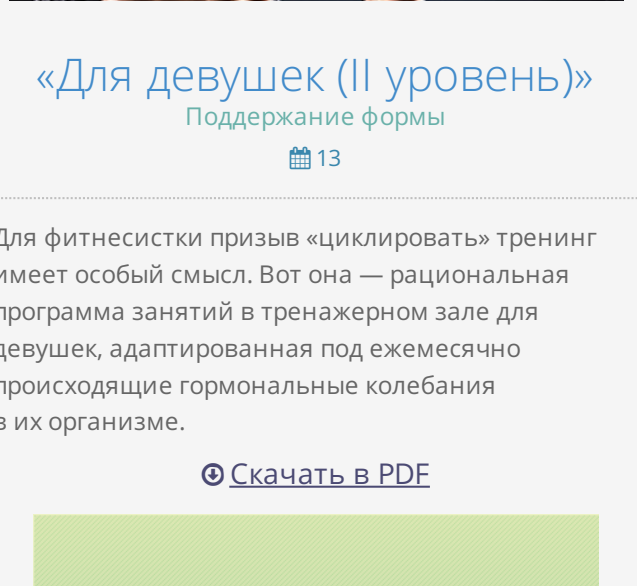 «Для девушек (II уровень)»
Поддержание формы
13
Для фитнесистки призыв «циклировать» тренинг
имеет особый смысл. Вот она — рациональная
программа занятий в тренажерном зале для
девушек, адаптированная под ежемесячно
происходящие гормональные колебания
в их организме.
Скачать в PDF